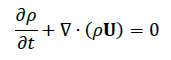 ∂ρ/∂t + ∇ · (ρ𝐔) = 0